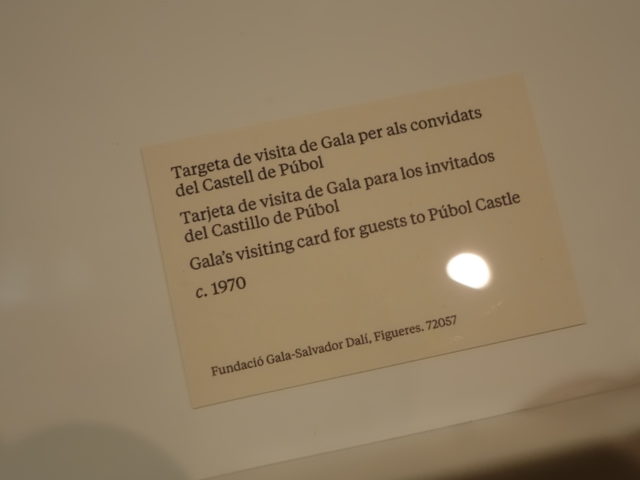 Targeta de visita de Gala per als convidats
del Castell de Púbol
Tarjeta de visita de Gala para los invitados
del Castillo de Púbol
Gala's visiting card for guests to Púbol Castle
c. 1970
Fundació Gala-Salvador Dalí, Figueres. 72057